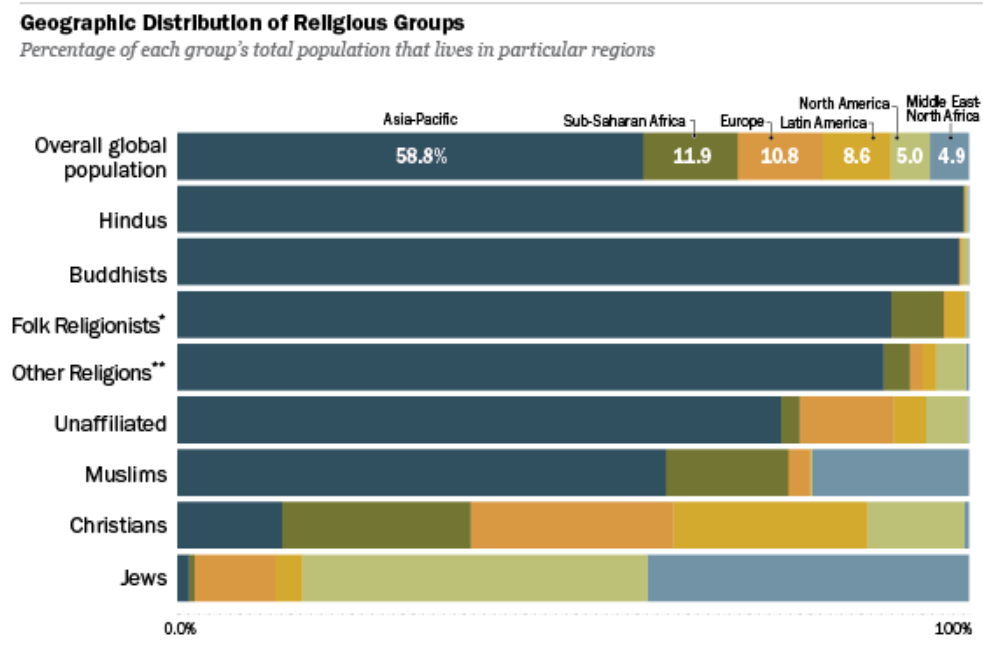 Geographic Distribution of Religious Groups
Percentage of each group's total population that lives in particular regions
Asia-Pacific
Sub-Saharan Africa
Europe
Latin America
North America
Middle East-
North Africa
Overall global
population
58.8%
11.9
10.8
8.6
5.0
4.9
Hindus
Buddhists
Folk Religionists*
Other Religions**
Unaffiliated
Muslims
Christians
Jews
0.0%
100%